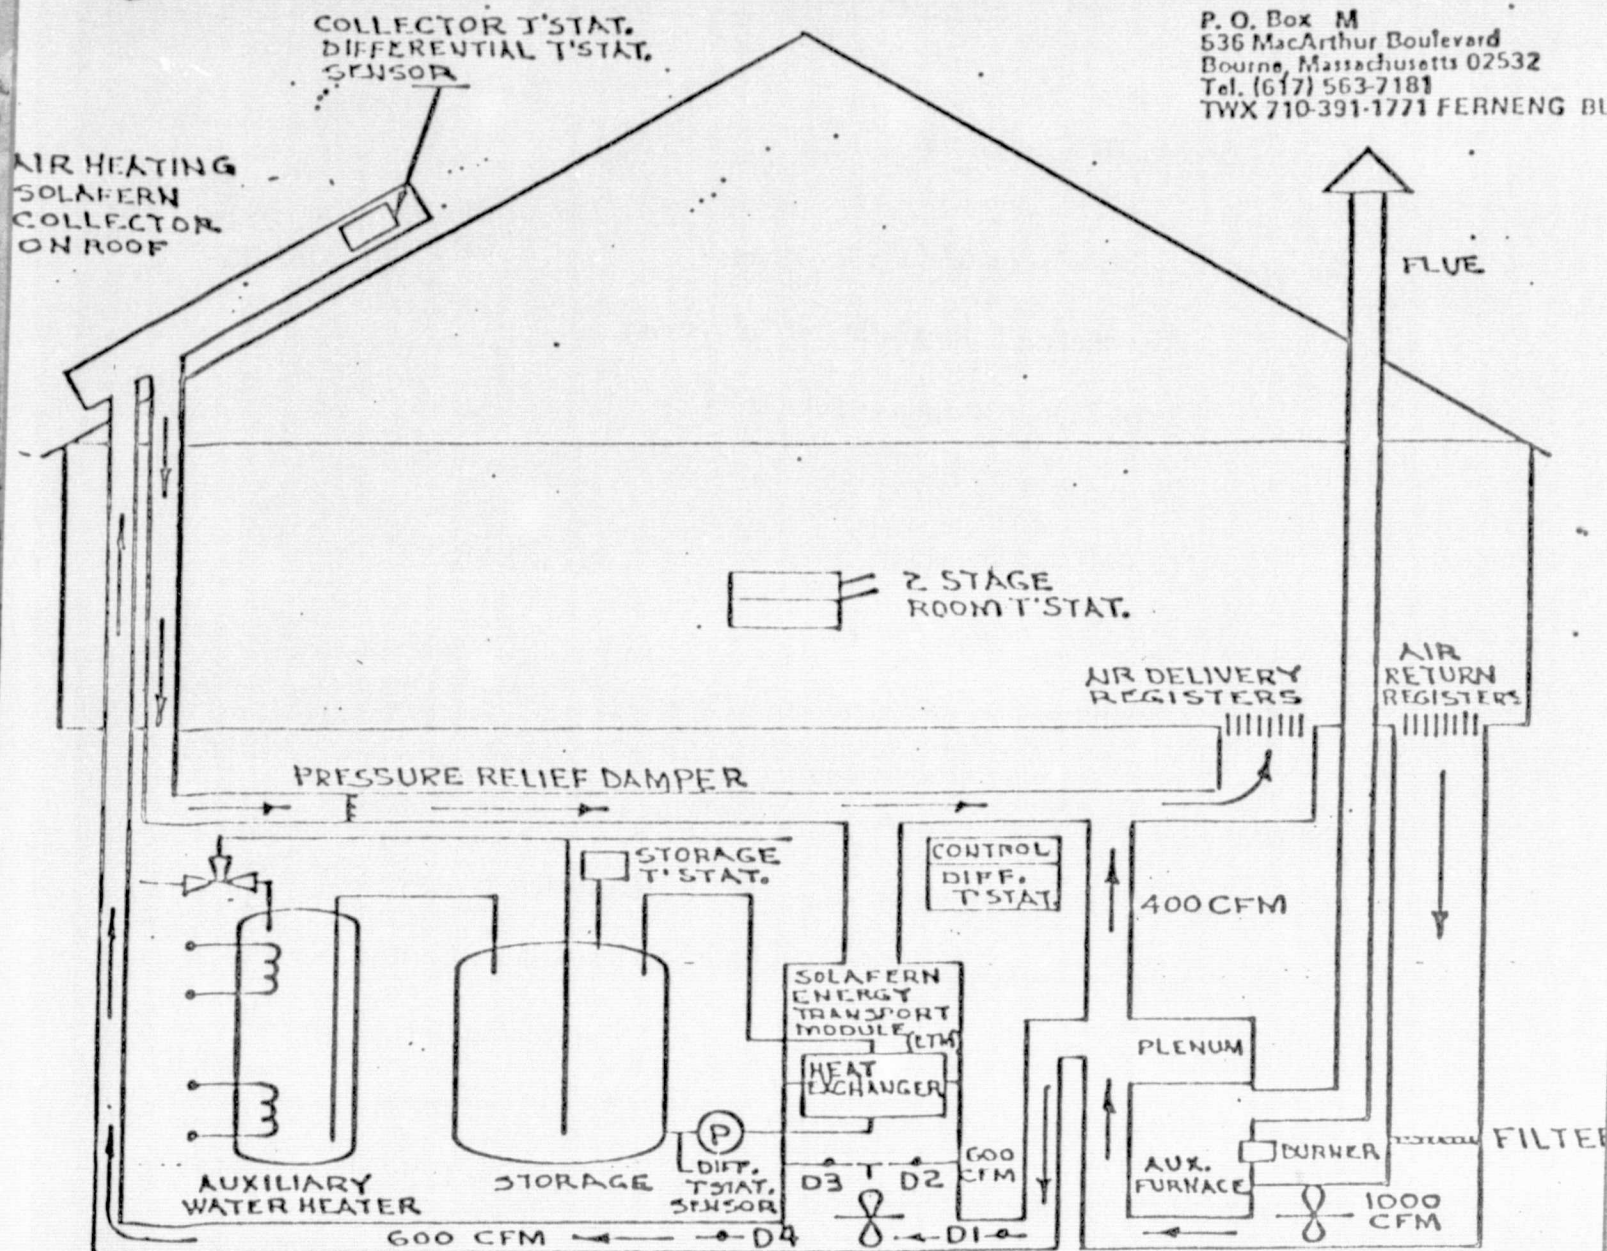 COLLECTOR T'STAT.
DIFFERENTIAL T'STAT.
SENSOR
P. O. Box M
536 MacArthur Boulevard
Bourne, Massachusetts 02532
Tel. (617) 563-7181
TWX 710-391-1771 FERNENG BU
AIR HEATING
SOLAFERN
COLLECTOR
ON ROOF
FLUE
2 STAGE
ROOM T'STAT.
AIR DELIVERY
REGISTERS
AIR
RETURN
REGISTERS
PRESSURE RELIEF DAMPER
STORAGE
T'STAT.
CONTROL
DIFF.
T'STAT.
400 CFM
SOLAFERN
ENERGY
TRANSPORT
MODULE (ETM)
HEAT
EXCHANGER
PLENUM
P
DIFF.
TSTAT.
SENSOR
D3
D2
600
CFM
AUX.
FURNACE
BURNER
FILTE
1000
CFM
AUXILIARY
WATER HEATER
STORAGE
600 CFM
D4
D1